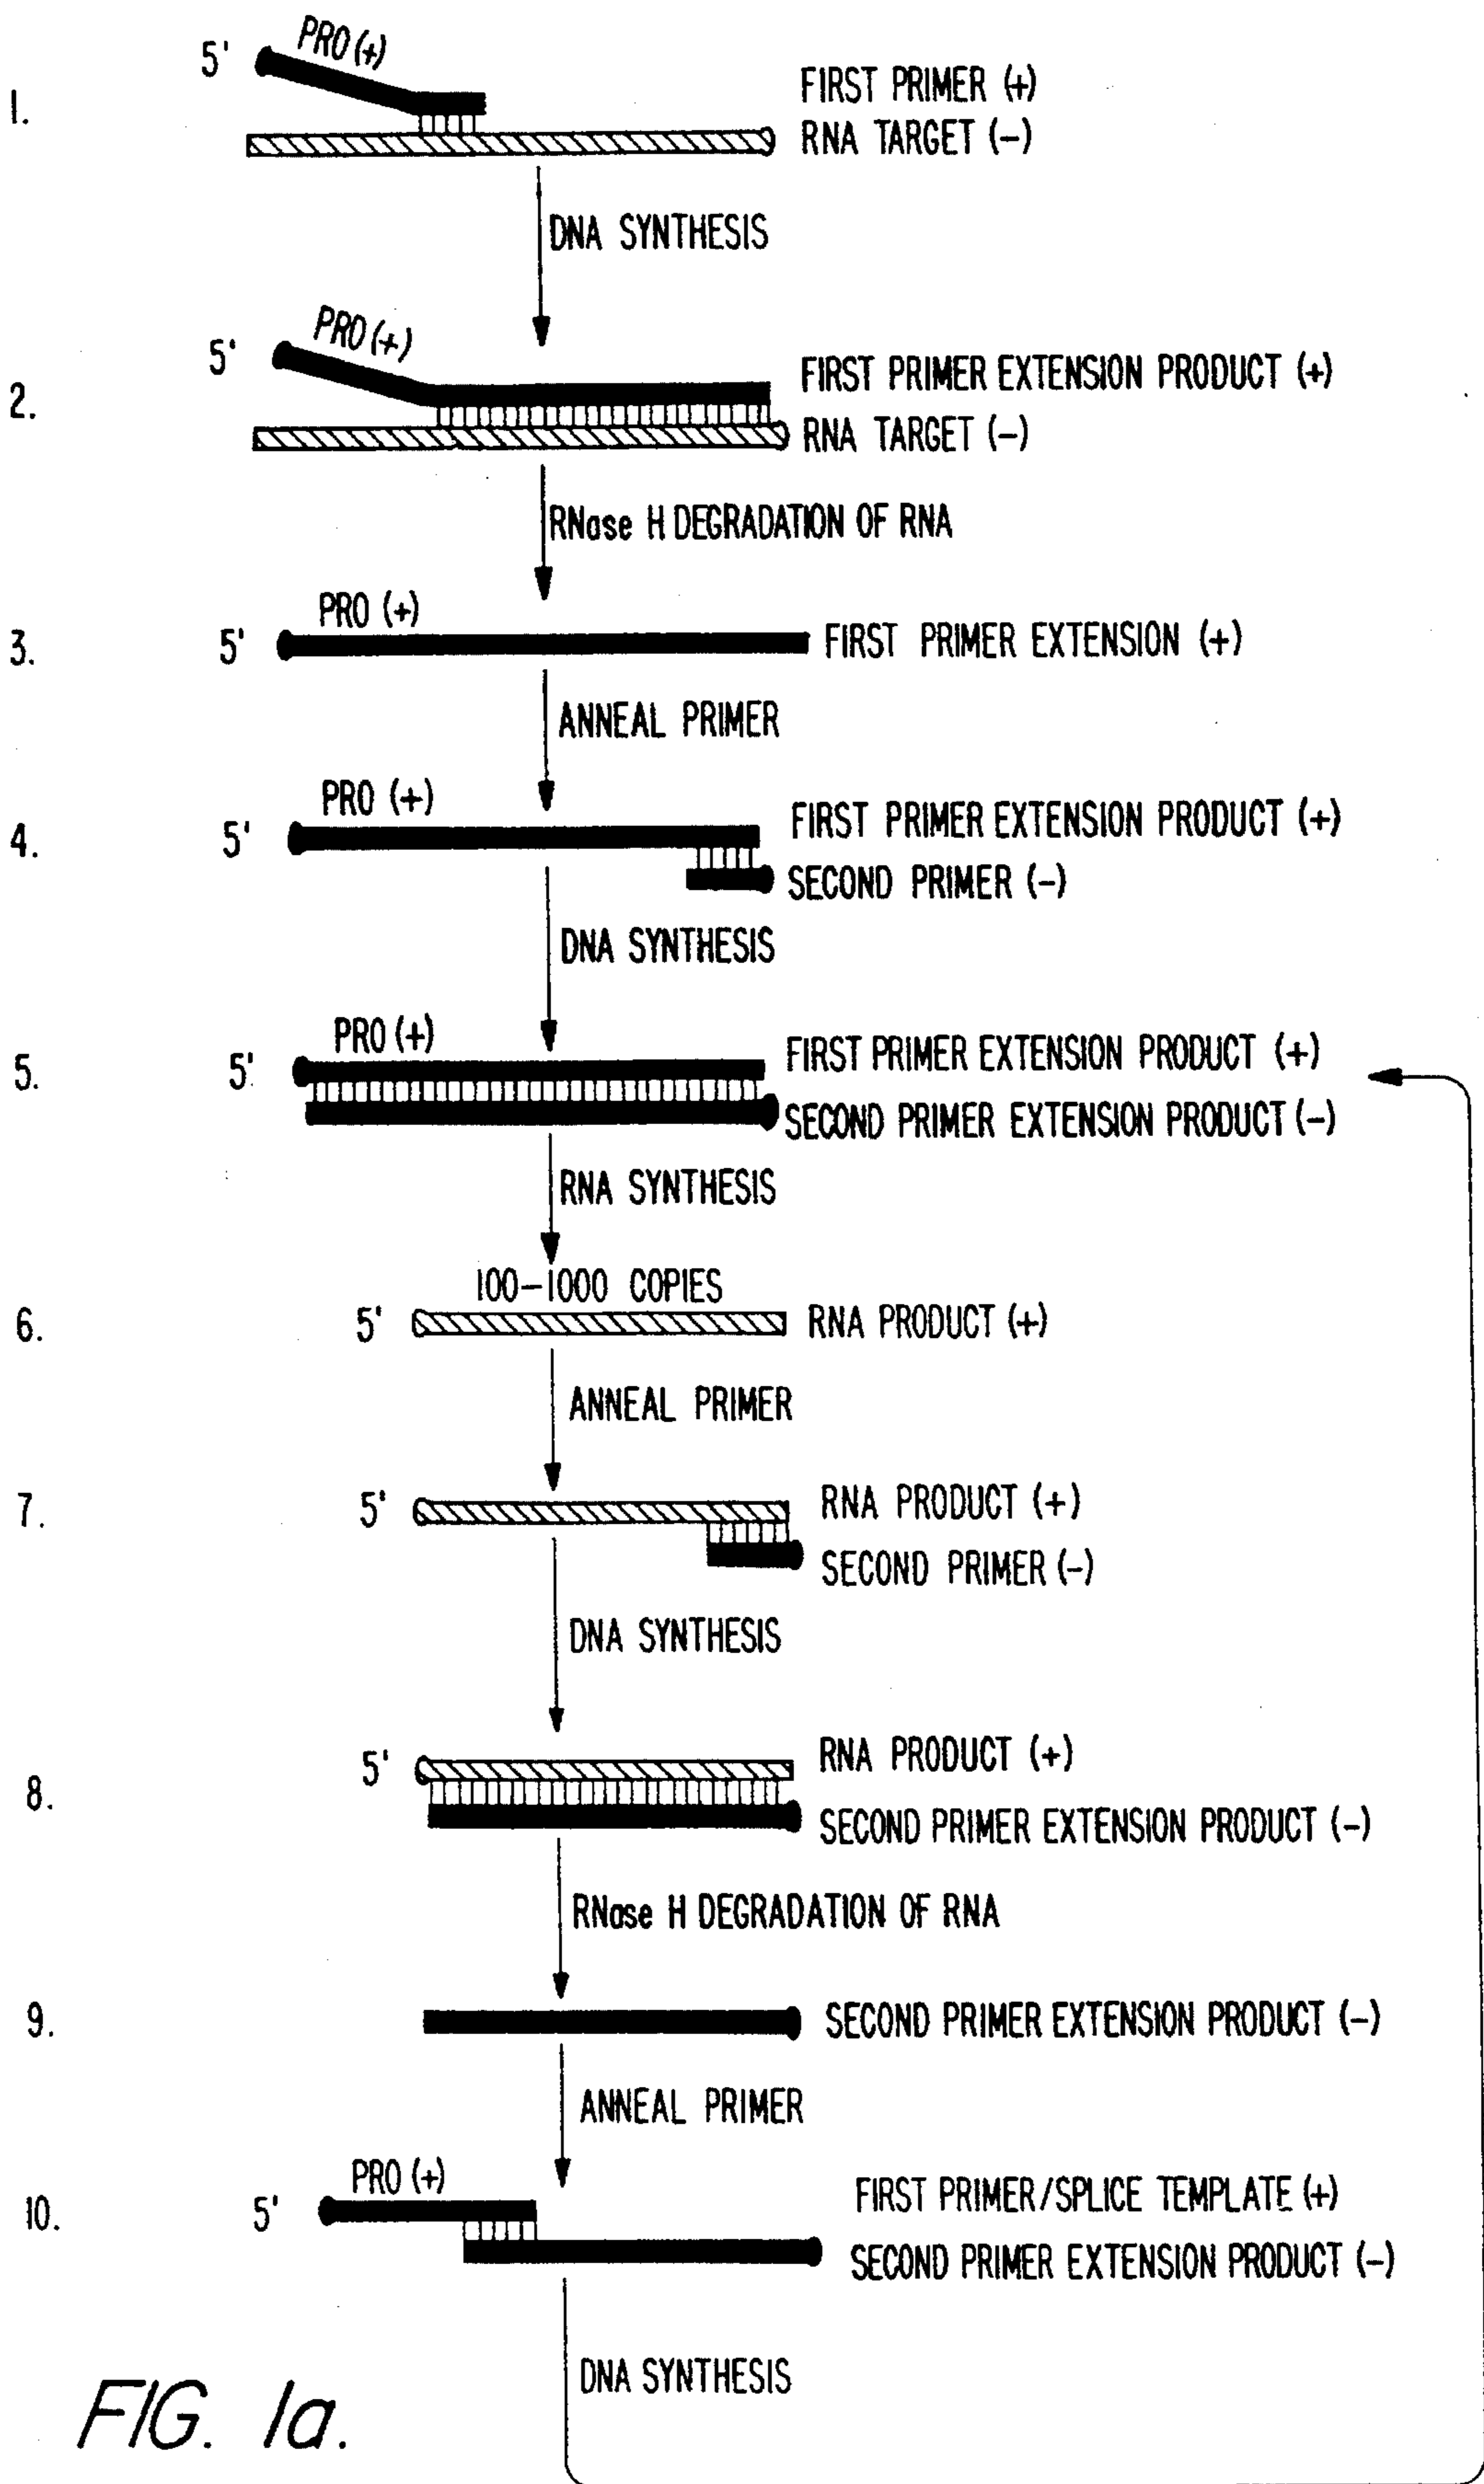 1.
5'
PRO (+)
FIRST PRIMER (+)
RNA TARGET (-)
DNA SYNTHESIS
2.
5'
PRO (+)
FIRST PRIMER EXTENSION PRODUCT (+)
RNA TARGET (-)
RNase H DEGRADATION OF RNA
3.
5'
PRO (+)
FIRST PRIMER EXTENSION (+)
ANNEAL PRIMER
4.
5'
PRO (+)
FIRST PRIMER EXTENSION PRODUCT (+)
SECOND PRIMER (-)
DNA SYNTHESIS
5.
5'
PRO (+)
FIRST PRIMER EXTENSION PRODUCT (+)
SECOND PRIMER EXTENSION PRODUCT (-)
RNA SYNTHESIS
100-1000 COPIES
6.
5'
RNA PRODUCT (+)
ANNEAL PRIMER
7.
5'
RNA PRODUCT (+)
SECOND PRIMER (-)
DNA SYNTHESIS
8.
5'
RNA PRODUCT (+)
SECOND PRIMER EXTENSION PRODUCT (-)
RNase H DEGRADATION OF RNA
9.
SECOND PRIMER EXTENSION PRODUCT (-)
ANNEAL PRIMER
10.
5'
PRO (+)
FIRST PRIMER/SPLICE TEMPLATE (+)
SECOND PRIMER EXTENSION PRODUCT (-)
DNA SYNTHESIS
FIG. 1a.